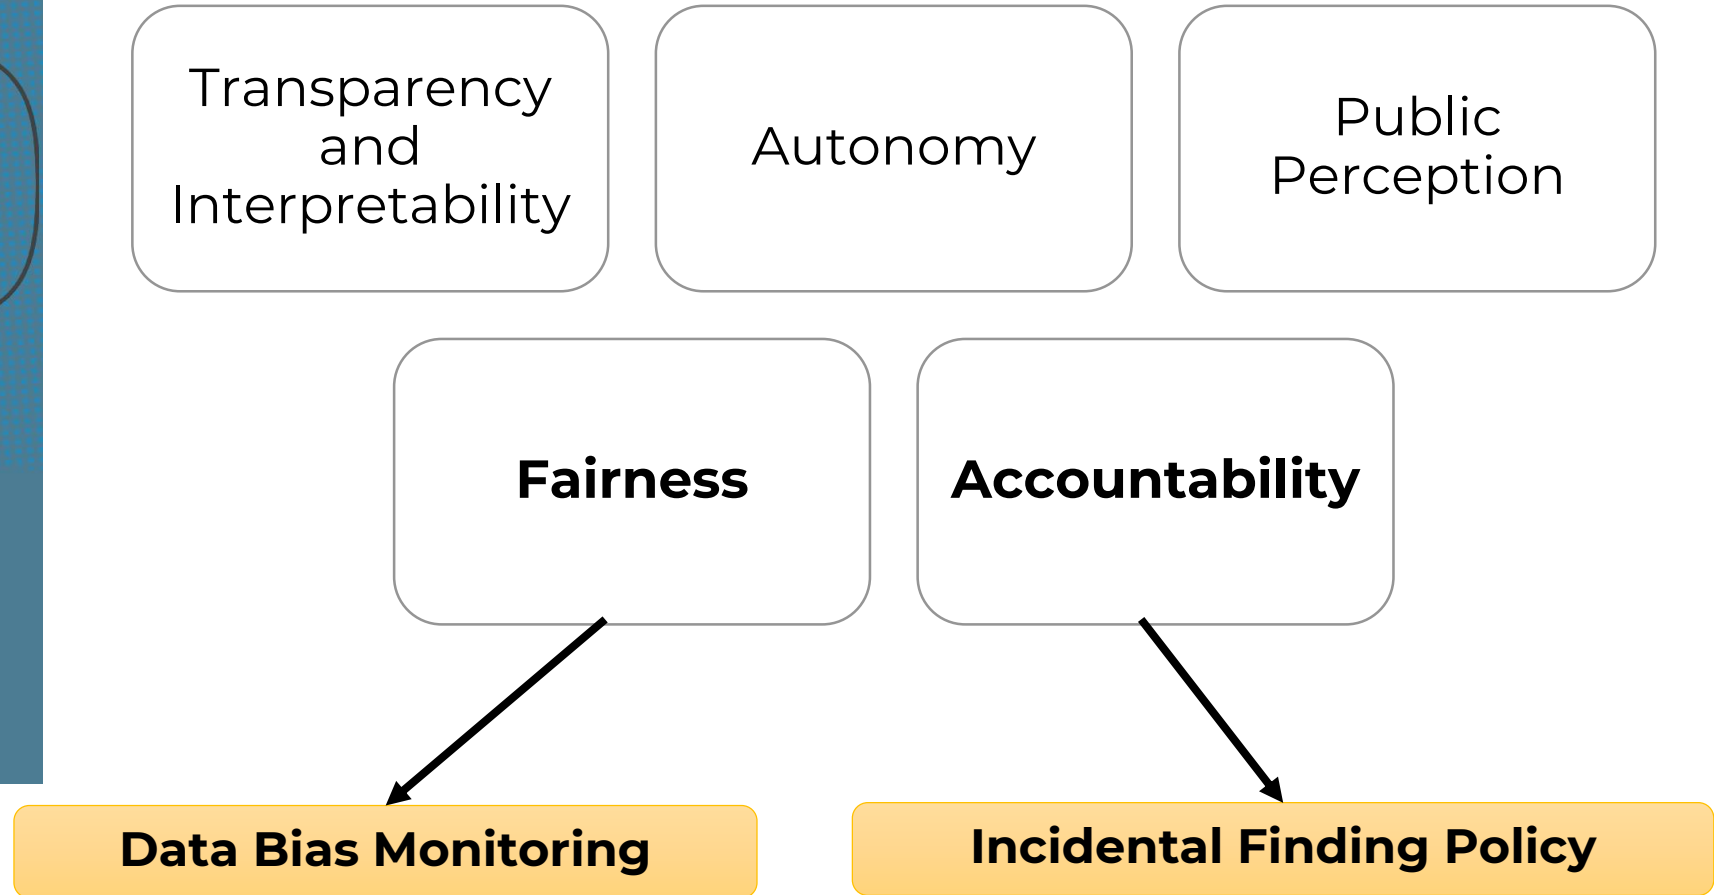 Transparency
and
Interpretability
Autonomy
Public
Perception
Fairness
Accountability
Data Bias Monitoring
Incidental Finding Policy